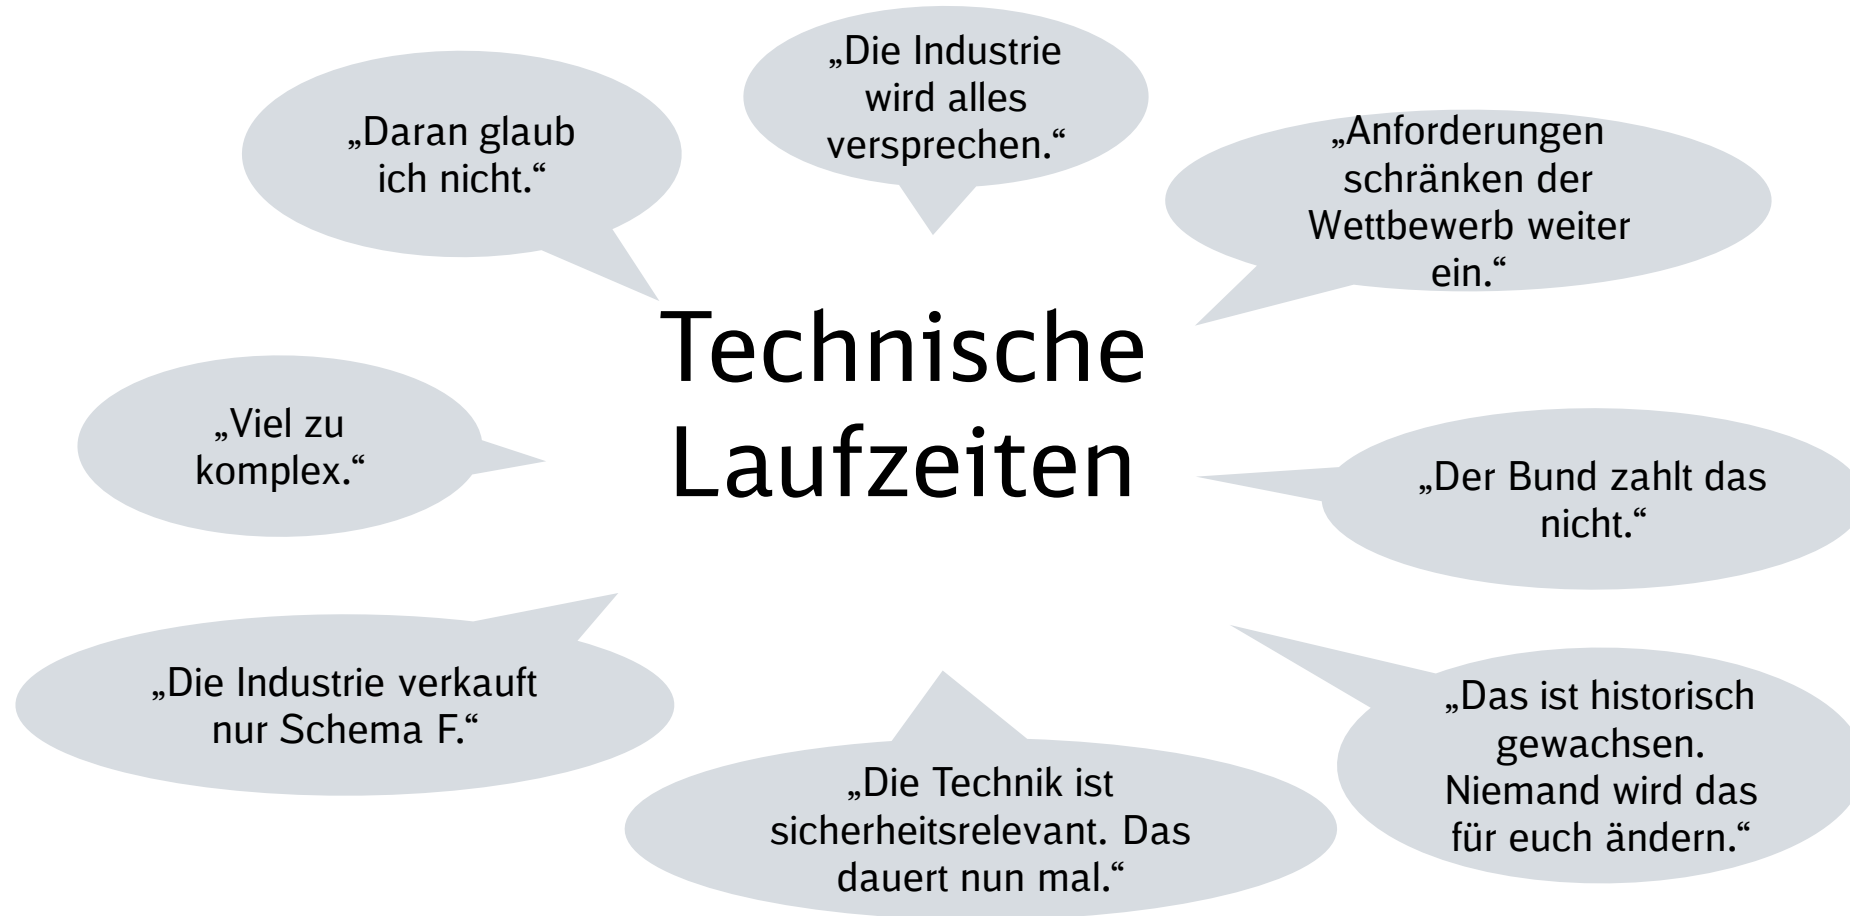 „Die Industrie
wird alles
versprechen.“
„Daran glaub
ich nicht.“
„Anforderungen
schränken der
Wettbewerb weiter
ein.“
Technische
Laufzeiten
„Viel zu
komplex.“
„Der Bund zahlt das
nicht.“
„Die Industrie verkauft
nur Schema F.“
„Das ist historisch
gewachsen.
Niemand wird das
für euch ändern.“
„Die Technik ist
sicherheitsrelevant. Das
dauert nun mal.“